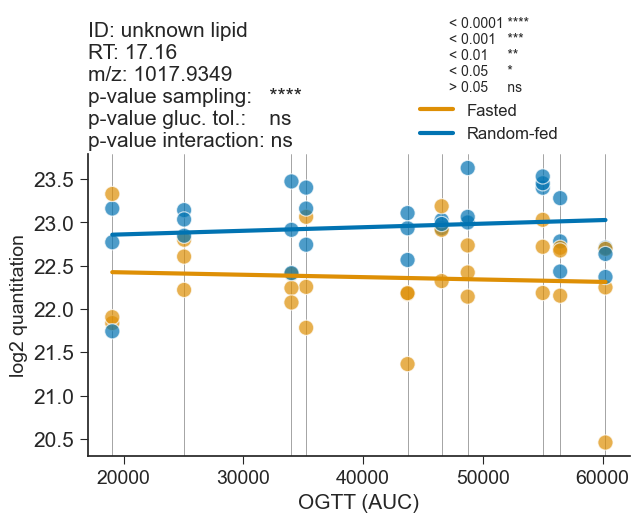 ID: unknown lipid
RT: 17.16
m/z: 1017.9349
p-value sampling: ****
p-value gluc. tol.: ns
p-value interaction: ns
< 0.0001 ****
< 0.001 ***
< 0.01 **
< 0.05 *
> 0.05 ns
Fasted
Random-fed
log2 quantitation
23.5
23.0
22.5
22.0
21.5
21.0
20.5
20000 30000 40000 50000 60000
OGTT (AUC)